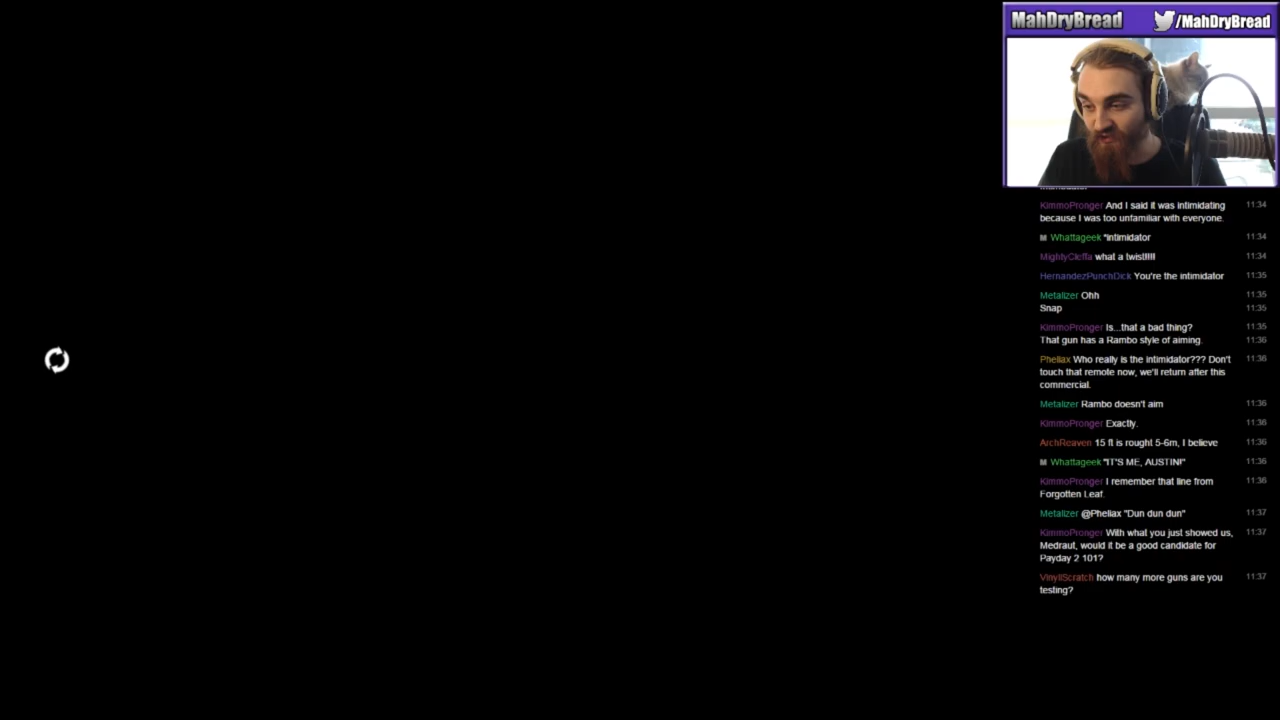 MahDryBread /MahDryBread
KimmoPronger And I said it was intimidating 11:34
because I was too unfamiliar with everyone.
M Whattageek *intimidator 11:34
MightyCleffa what a twist!!!!! 11:34
HernandezPunchDick You're the intimidator 11:35
Metalizer Ohh 11:35
Snap 11:35
KimmoPronger Is...that a bad thing? 11:35
That gun has a Rambo style of aiming. 11:36
Pheliax Who really is the intimidator??? Don't 11:36
touch that remote now, we'll return after this
commercial.
Metalizer Rambo doesn't aim 11:36
KimmoPronger Exactly. 11:36
ArchReaven 15 ft is rought 5-6m, I believe 11:36
M Whattageek "IT'S ME, AUSTIN!" 11:36
KimmoPronger I remember that line from 11:36
Forgotten Leaf.
Metalizer @Pheliax "Dun dun dun" 11:37
KimmoPronger With what you just showed us, 11:37
Medraut, would it be a good candidate for
Payday 2 101?
VinyllScratch how many more guns are you 11:37
testing?